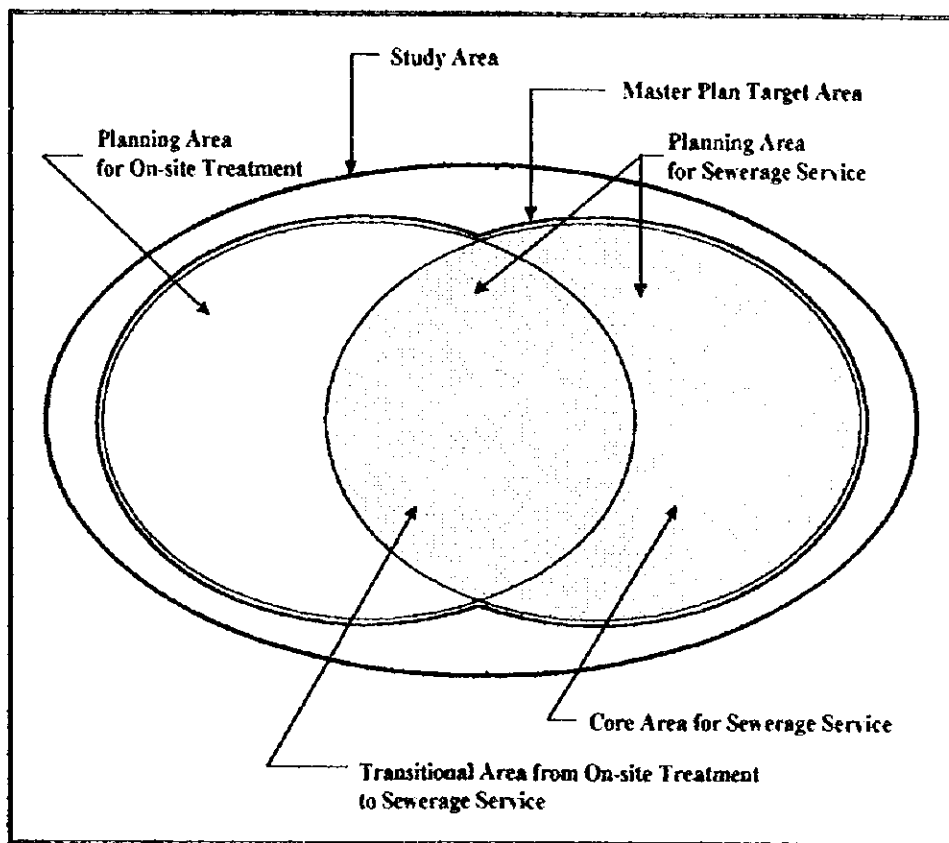 Study Area
Master Plan Target Area
Planning Area
for On-site Treatment
Planning Area
for Sewerage Service
Core Area for Sewerage Service
Transitional Area from On-site Treatment
to Sewerage Service